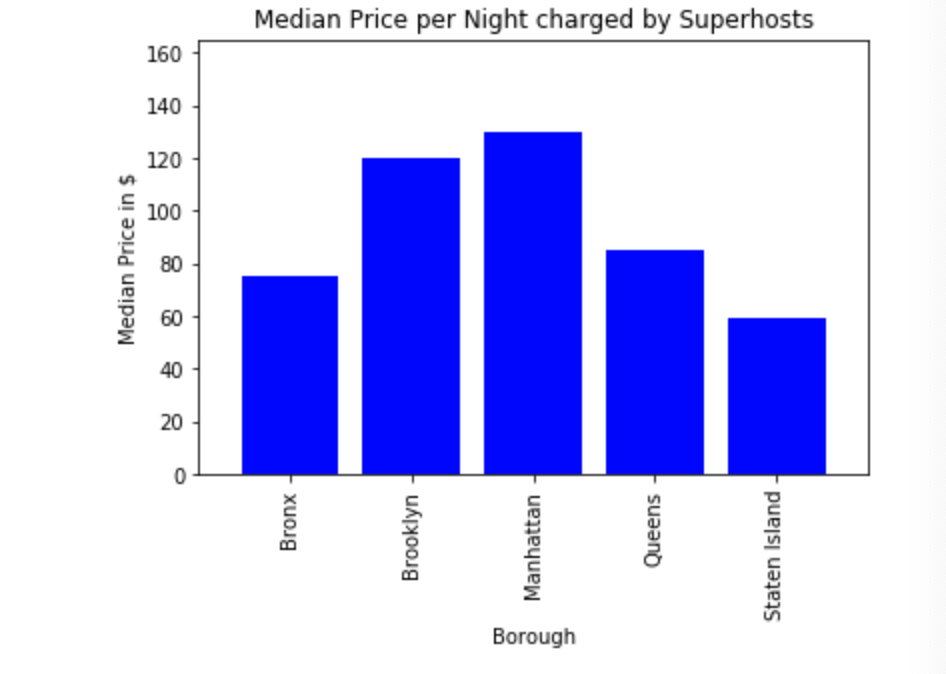 Median Price per Night charged by Superhosts
160
140
120
100
80
60
40
20
0
Median Price in $
Bronx
Brooklyn
Manhattan
Queens
Staten Island
Borough